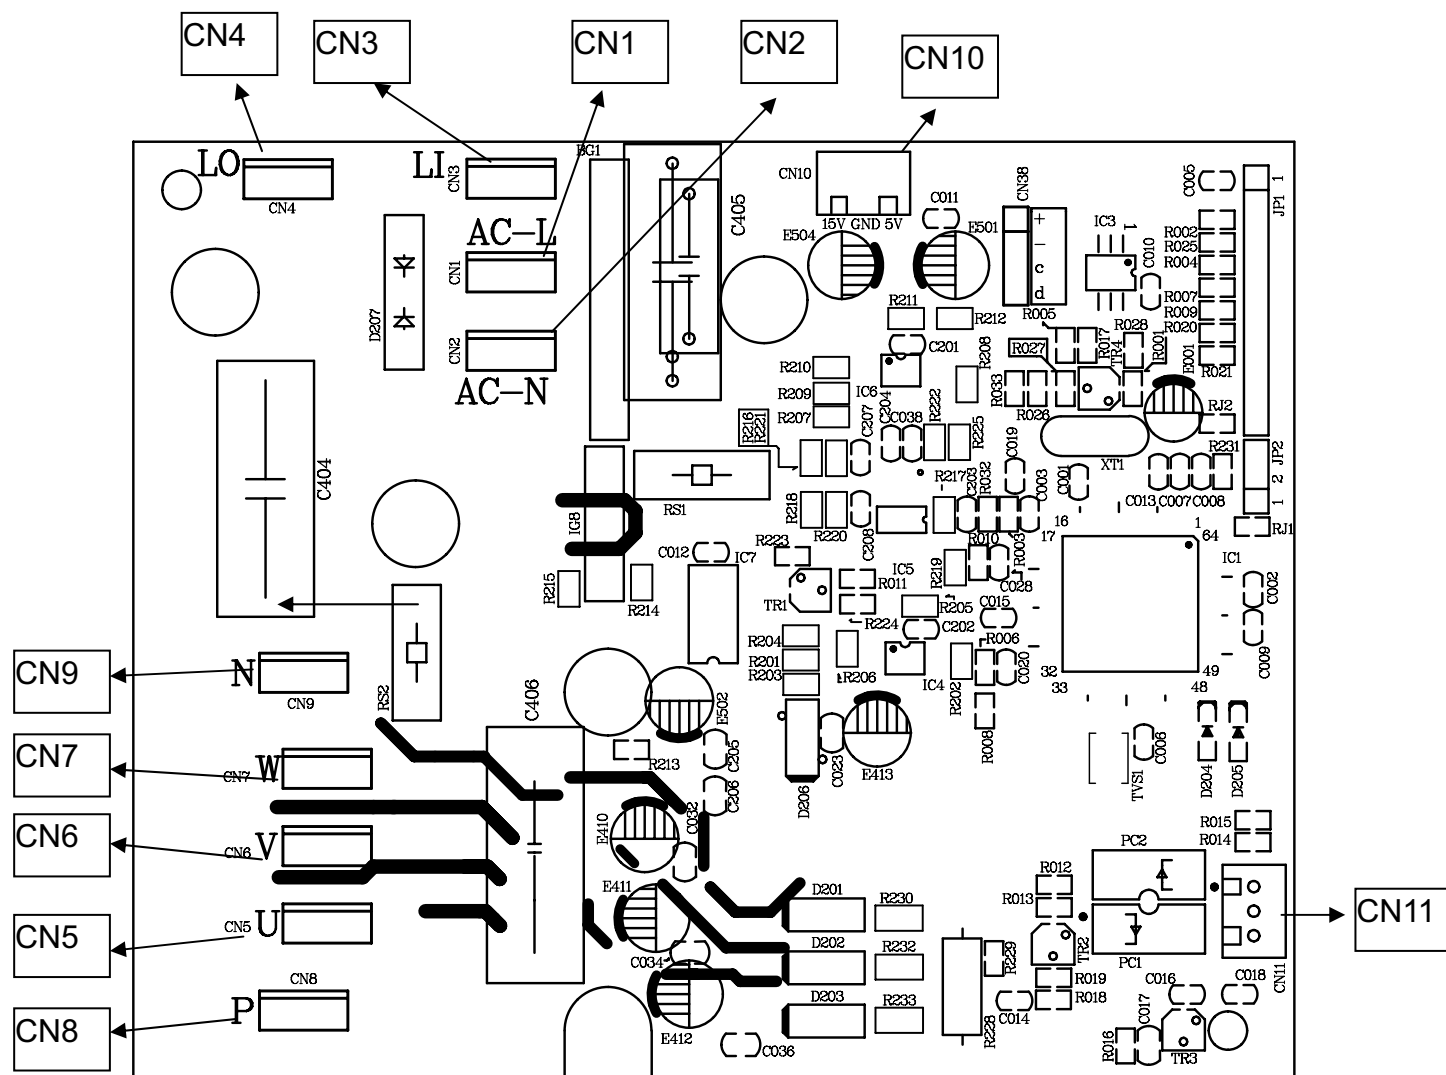 CN4
CN3
CN1
CN2
CN10
LO
CN4
LI
CN3
BG1
AC-L
CN1
CN2
AC-N
D207
C405
CN10
15V GND 5V
C011
E504
E501
CN38
+
-
c
d
IC3
1
C010
C005
1
JP1
R002
R025
R004
R007
R009
R020
R021
RJ2
R231
JP2
2
1
RJ1
R005
R017
R028
R001
R027
TR4
E001
R033
R026
XT1
R211
R212
C201
R208
R210
R209
R207
IC6
C204
C038
R222
R225
R216
R221
C207
C019
C001
C013
C007
C008
R217
C203
R032
C003
R218
R220
C208
16
17
1
64
IC1
C404
RS1
IG8
C012
IC7
R223
R215
R214
TR1
R011
IC5
R219
R010
R003
C028
R205
C015
R224
C202
R204
R201
R203
R206
IC4
R202
R006
C020
R008
32
33
49
48
C002
C009
CN9
N
CN9
RS2
C406
E502
R213
C205
C206
C032
D206
C023
E413
TVS1
C006
D204
D205
CN7
W
CN7
CN6
V
CN6
CN5
U
CN5
CN8
P
CN8
E410
E411
C034
E412
C036
D201
R230
D202
R232
D203
R233
R229
R228
C014
R012
R013
TR2
R019
R018
PC2
PC1
R015
R014
CN11
CN11
C016
C018
C017
R016
TR3